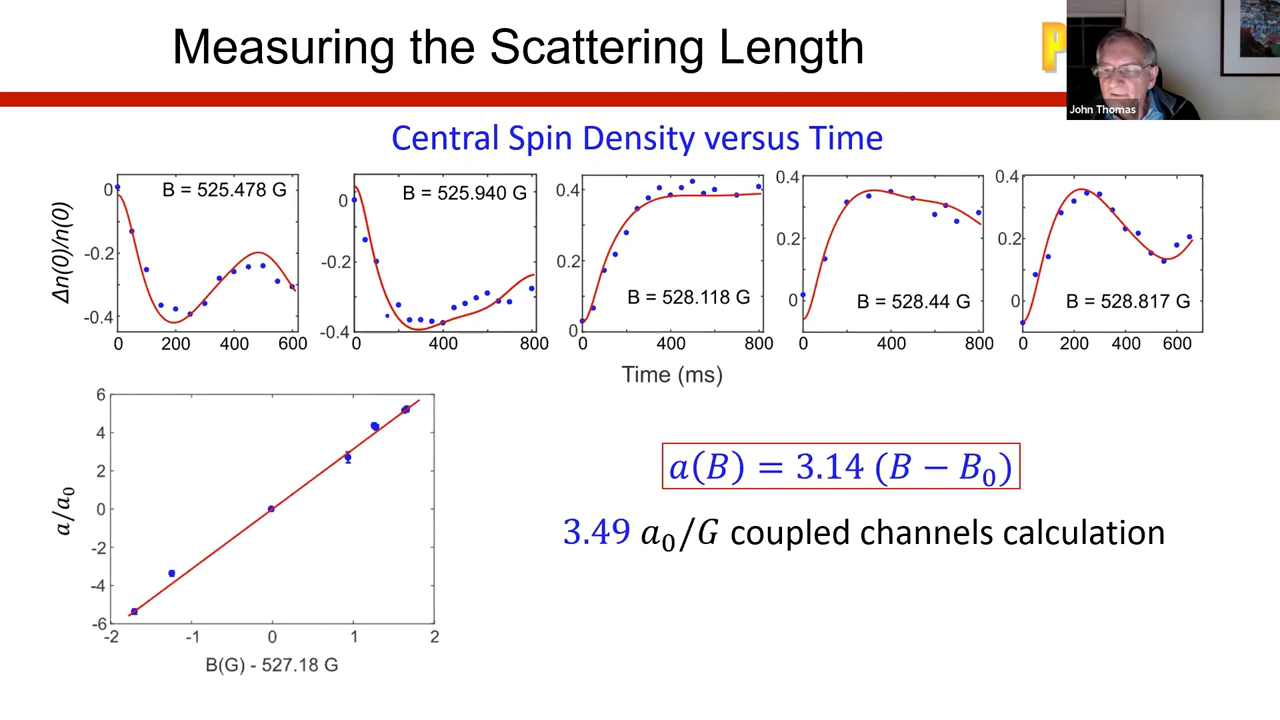 Measuring the Scattering Length
P
John Thomas
Central Spin Density versus Time
Δn(0)/n(0)
0
-0.2
-0.4
B = 525.478 G
0 200 400 600
0
-0.2
-0.4
B = 525.940 G
0 400 800
0.4
0.2
0
B = 528.118 G
0 400 800
0.4
0.2
0
B = 528.44 G
0 400 800
0.4
0.2
0
B = 528.817 G
0 200 400 600
Time (ms)
a/a₀
6
4
2
0
-2
-4
-6
-2 -1 0 1 2
B(G) - 527.18 G
a(B) = 3.14 (B − B₀)
3.49 a₀/G coupled channels calculation